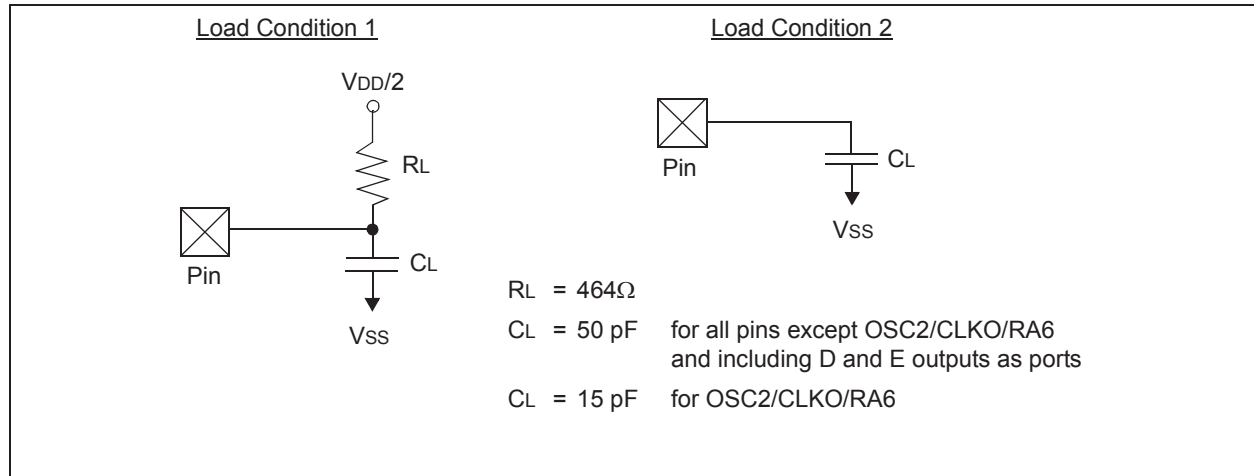 Load Condition 1
VDD/2
RL
Pin
CL
VSS
Load Condition 2
Pin
CL
VSS
RL = 464Ω
CL = 50 pF for all pins except OSC2/CLKO/RA6
and including D and E outputs as ports
CL = 15 pF for OSC2/CLKO/RA6